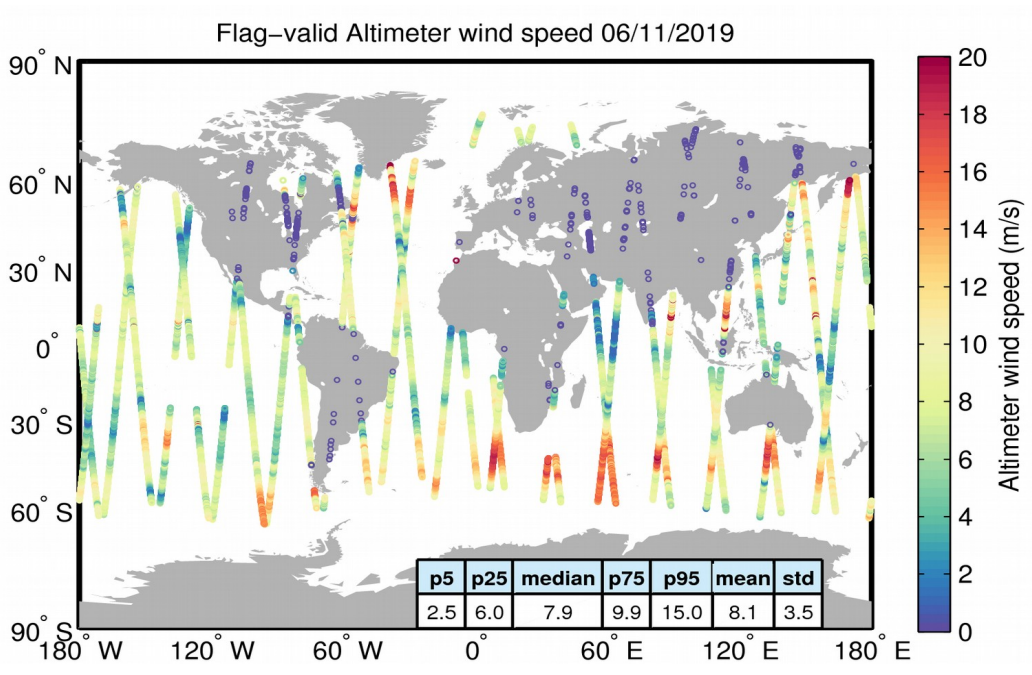 Flag−valid Altimeter wind speed 06/11/2019
90° N
60° N
30° N
0°
30° S
60° S
90° S
180° W
120° W
60° W
0°
60° E
120° E
180° E
p5 p25 median p75 p95 mean std
2.5 6.0 7.9 9.9 15.0 8.1 3.5
20
18
16
14
12
10
8
6
4
2
0
Altimeter wind speed (m/s)